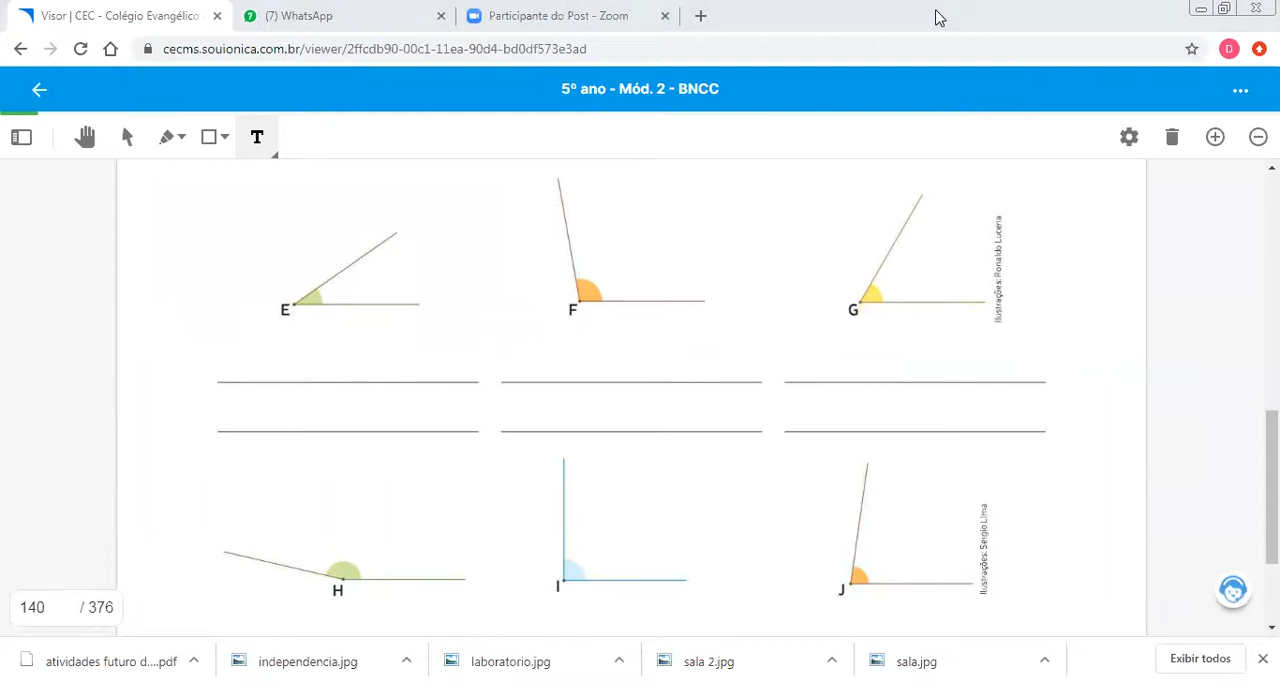 Visor | CEC - Colégio Evangélico
(7) WhatsApp
Participante do Post - Zoom
cecms.souionica.com.br/viewer/2ffcdb90-00c1-11ea-90d4-bd0df573e3ad
D
5º ano - Mód. 2 - BNCC
T
E
F
G
Ilustrações: Ronaldo Lucena
H
I
J
Ilustrações: Sergio Lima
140 / 376
atividades futuro d....pdf
independencia.jpg
laboratorio.jpg
sala 2.jpg
sala.jpg
Exibir todos